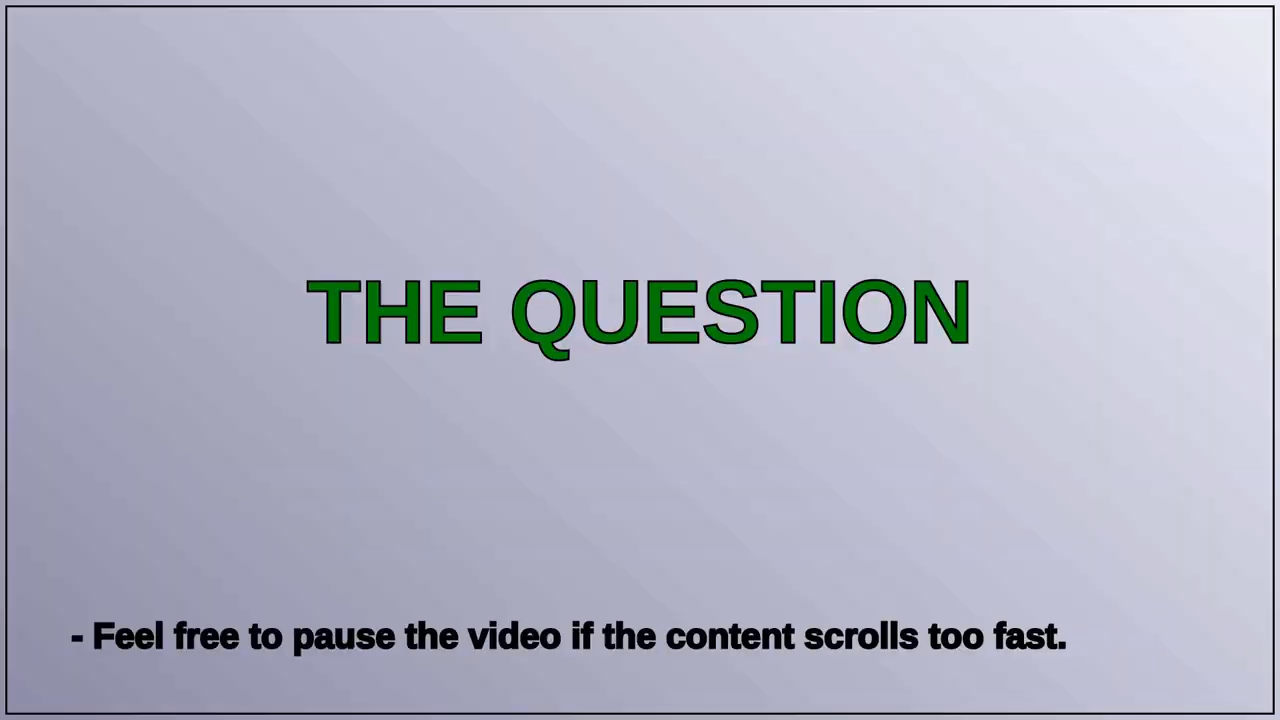 THE QUESTION
- Feel free to pause the video if the content scrolls too fast.